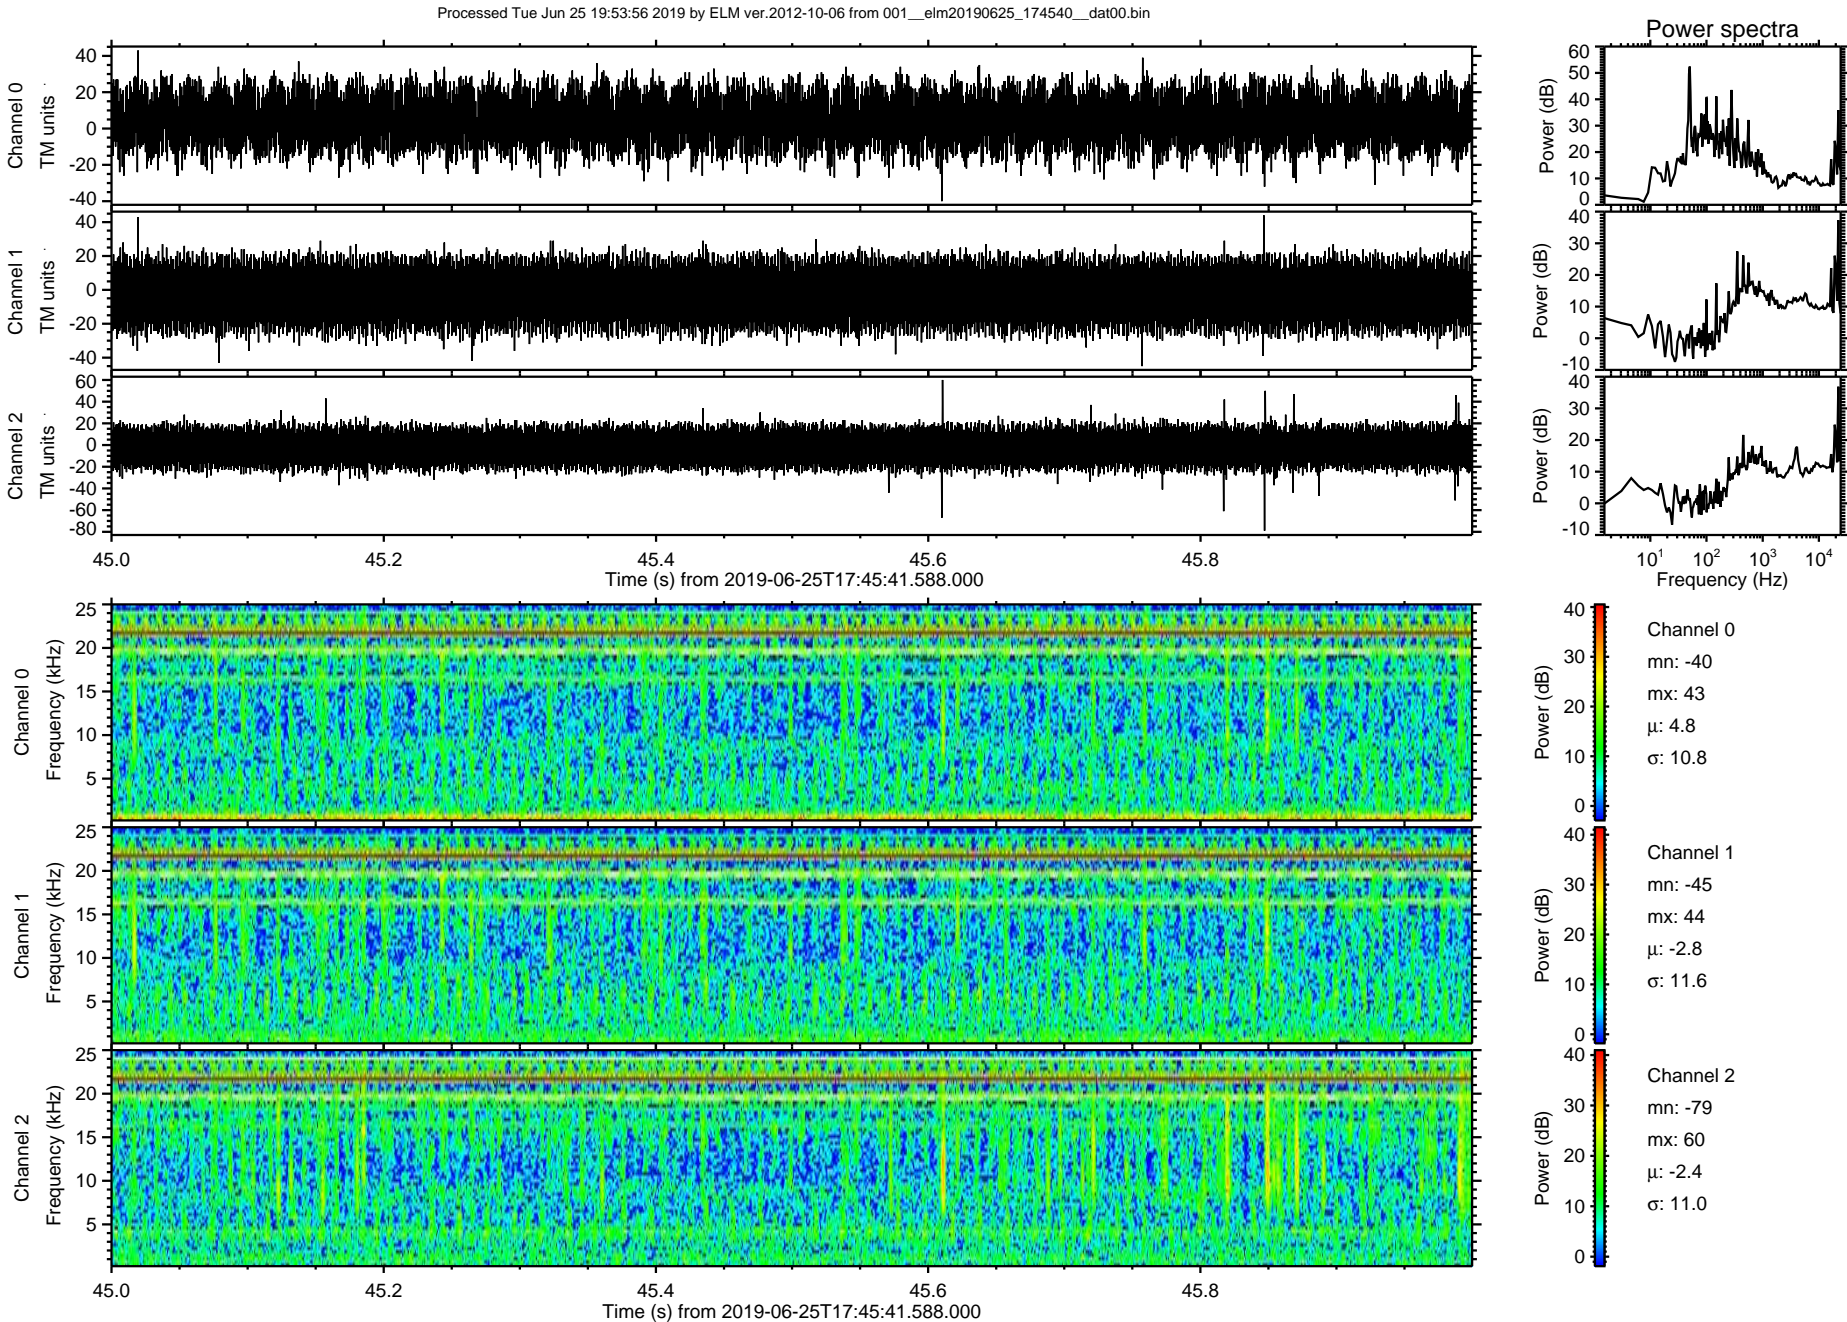 Processed Tue Jun 25 19:53:56 2019 by ELM ver.2012-10-06 from 001__elm20190625_174540__dat00.bin
Power spectra
Channel 0
TM units
40
20
0
-20
-40
Power (dB)
60
50
40
30
20
10
0
Channel 1
TM units
40
20
0
-20
-40
Power (dB)
40
30
20
10
0
-10
Channel 2
TM units
60
40
20
0
-20
-40
-60
-80
Power (dB)
40
30
20
10
0
-10
45.0 45.2 45.4 45.6 45.8
Time (s) from 2019-06-25T17:45:41.588.000
10^1 10^2 10^3 10^4
Frequency (Hz)
Channel 0
Frequency (kHz)
25
20
15
10
5
Power (dB)
40
30
20
10
0
Channel 0
mn: -40
mx: 43
μ: 4.8
σ: 10.8
Channel 1
Frequency (kHz)
25
20
15
10
5
Power (dB)
40
30
20
10
0
Channel 1
mn: -45
mx: 44
μ: -2.8
σ: 11.6
Channel 2
Frequency (kHz)
25
20
15
10
5
Power (dB)
40
30
20
10
0
Channel 2
mn: -79
mx: 60
μ: -2.4
σ: 11.0
45.0 45.2 45.4 45.6 45.8
Time (s) from 2019-06-25T17:45:41.588.000